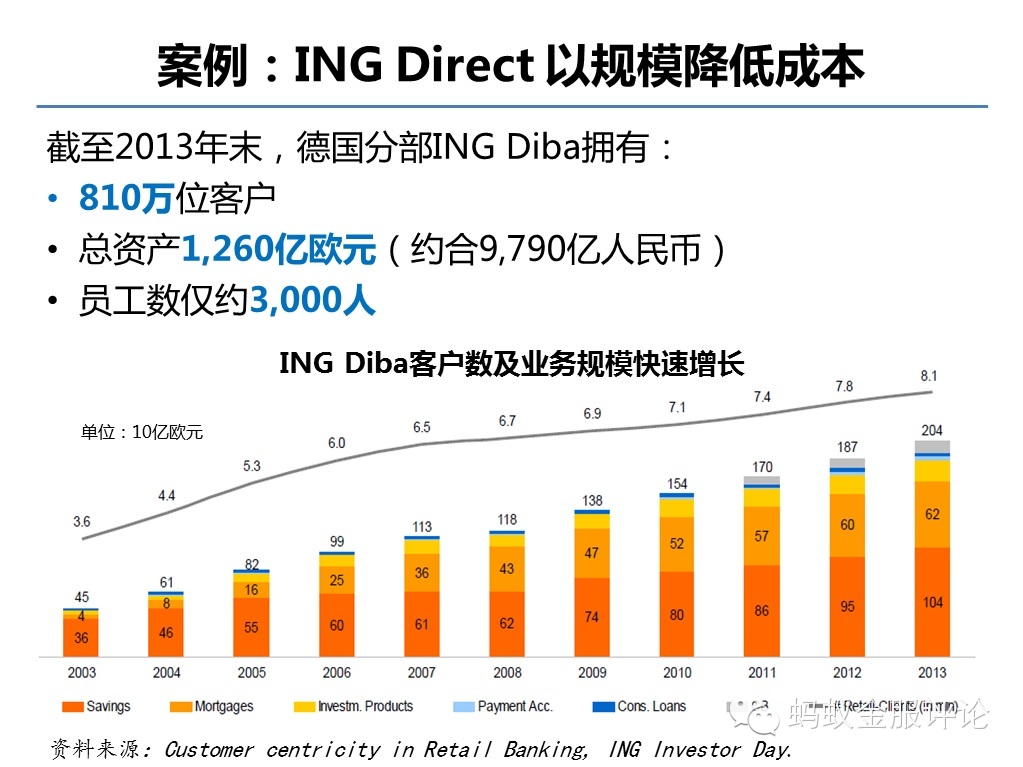 案例：ING Direct 以规模降低成本
截至2013年末，德国分部ING Diba拥有：
• 810万位客户
• 总资产1,260亿欧元（约合9,790亿人民币）
• 员工数仅约3,000人
ING Diba客户数及业务规模快速增长
单位：10亿欧元
3.6 4.4 5.3 6.0 6.5 6.7 6.9 7.1 7.4 7.8 8.1
45 61 82 99 113 118 138 154 170 187 204
4 8 16 25 36 43 47 52 57 60 62
36 46 55 60 61 62 74 80 86 95 104
2003 2004 2005 2006 2007 2008 2009 2010 2011 2012 2013
Savings Mortgages Investm. Products Payment Acc. Cons. Loans # Retail-Clients (in mln)
蚂蚁金服评论
资料来源：Customer centricity in Retail Banking, ING Investor Day.